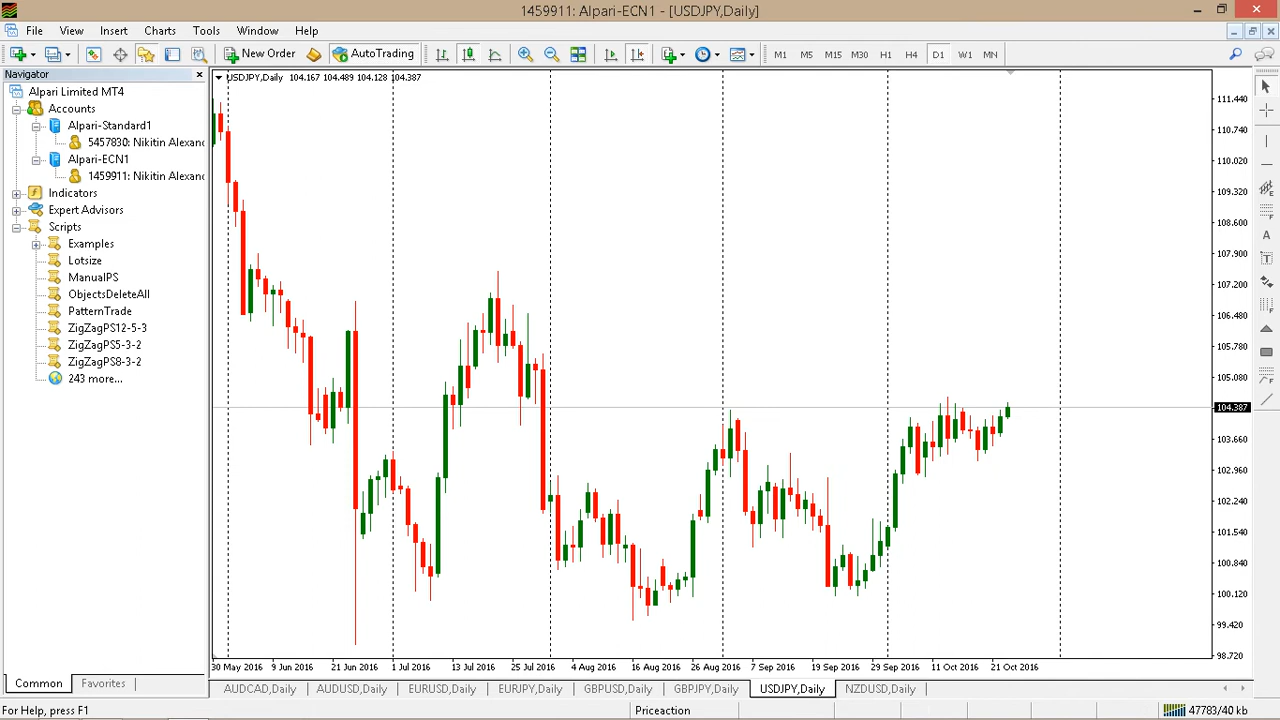 1459911: Alpari-ECN1 - [USDJPY,Daily]
File View Insert Charts Tools Window Help
New Order AutoTrading M1 M5 M15 M30 H1 H4 D1 W1 MN
Navigator
Alpari Limited MT4
Accounts
Alpari-Standard1
5457830: Nikitin Alexand
Alpari-ECN1
1459911: Nikitin Alexand
Indicators
Expert Advisors
Scripts
Examples
Lotsize
ManualPS
ObjectsDeleteAll
PatternTrade
ZigZagPS12-5-3
ZigZagPS5-3-2
ZigZagPS8-3-2
243 more...
Common Favorites
USDJPY,Daily 104.167 104.489 104.128 104.387
111.440
110.740
110.020
109.320
108.600
107.900
107.200
106.480
105.780
105.080
104.387
103.660
102.960
102.240
101.540
100.840
100.120
99.420
98.720
30 May 2016 9 Jun 2016 21 Jun 2016 1 Jul 2016 13 Jul 2016 25 Jul 2016 4 Aug 2016 16 Aug 2016 26 Aug 2016 7 Sep 2016 19 Sep 2016 29 Sep 2016 11 Oct 2016 21 Oct 2016
AUDCAD,Daily AUDUSD,Daily EURUSD,Daily EURJPY,Daily GBPUSD,Daily GBPJPY,Daily USDJPY,Daily NZDUSD,Daily
For Help, press F1 Priceaction 47783/40 kb